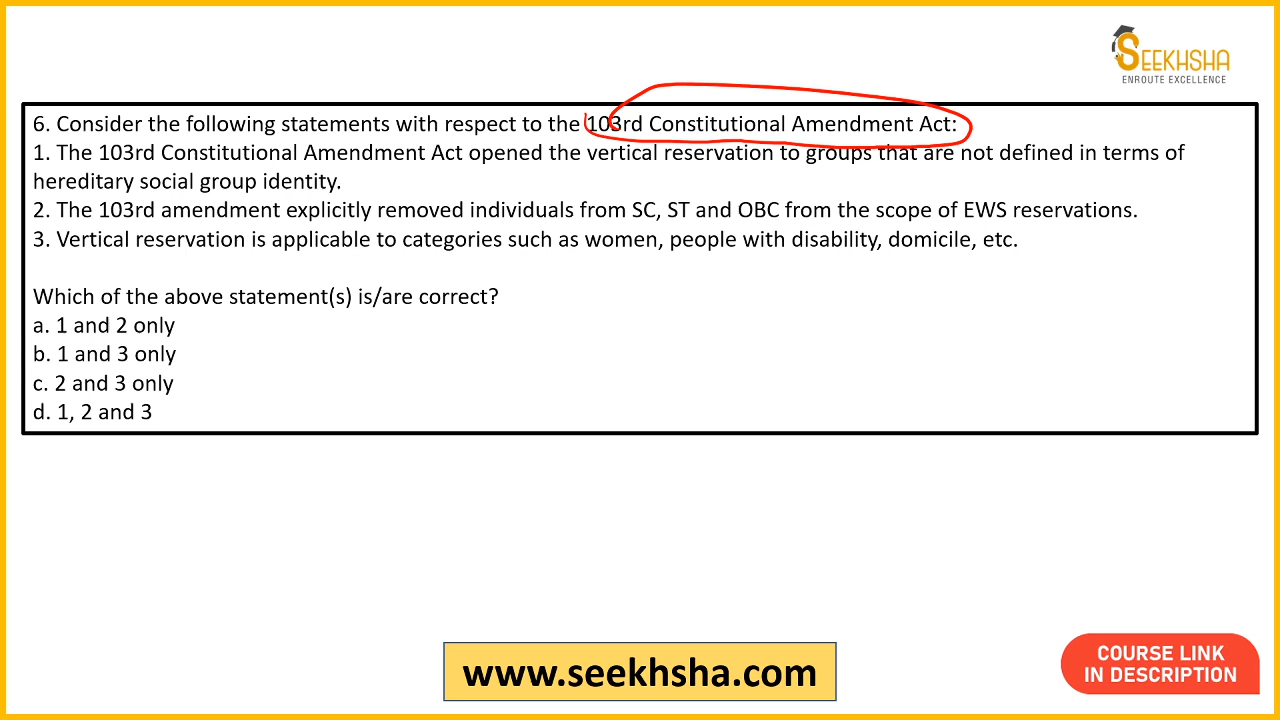 SEEKHSHA
ENROUTE EXCELLENCE
6. Consider the following statements with respect to the 103rd Constitutional Amendment Act:
1. The 103rd Constitutional Amendment Act opened the vertical reservation to groups that are not defined in terms of
hereditary social group identity.
2. The 103rd amendment explicitly removed individuals from SC, ST and OBC from the scope of EWS reservations.
3. Vertical reservation is applicable to categories such as women, people with disability, domicile, etc.
Which of the above statement(s) is/are correct?
a. 1 and 2 only
b. 1 and 3 only
c. 2 and 3 only
d. 1, 2 and 3
www.seekhsha.com
COURSE LINK
IN DESCRIPTION